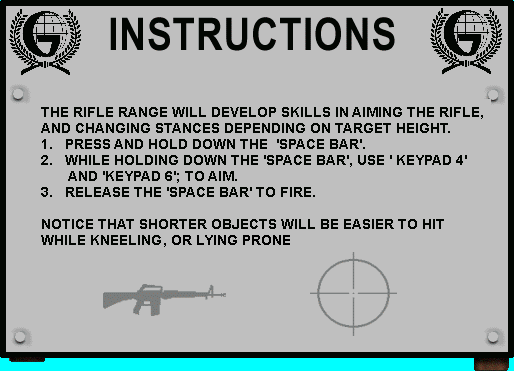 INSTRUCTIONS
THE RIFLE RANGE WILL DEVELOP SKILLS IN AIMING THE RIFLE,
AND CHANGING STANCES DEPENDING ON TARGET HEIGHT.
1. PRESS AND HOLD DOWN THE 'SPACE BAR'.
2. WHILE HOLDING DOWN THE 'SPACE BAR', USE ' KEYPAD 4'
AND 'KEYPAD 6'; TO AIM.
3. RELEASE THE 'SPACE BAR' TO FIRE.
NOTICE THAT SHORTER OBJECTS WILL BE EASIER TO HIT
WHILE KNEELING, OR LYING PRONE